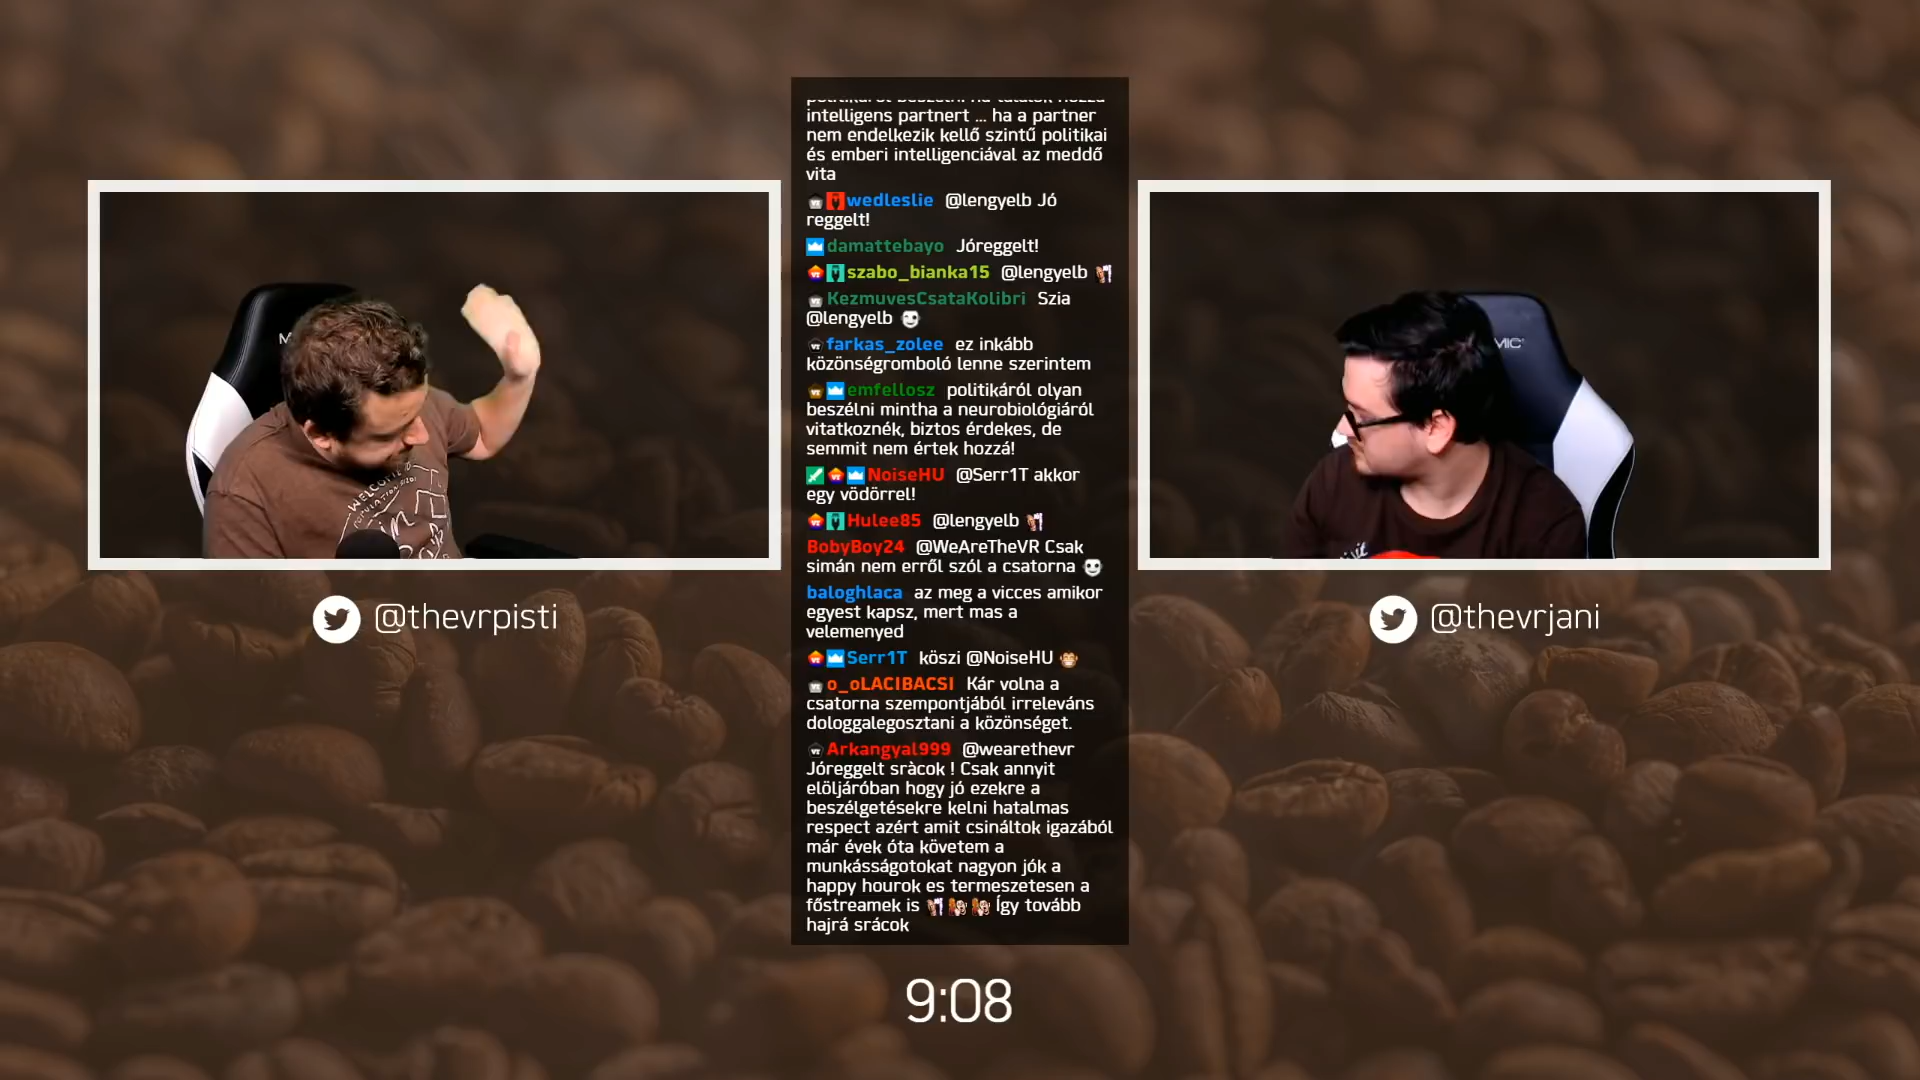 intelligens partnert ... ha a partner
nem endelkezik kellő szintű politikai
és emberi intelligenciával az meddő
vita
wedleslie @lengyelb Jó
reggelt!
damattebayo Jóreggelt!
szabo_bianka15 @lengyelb
KezmuvesCsataKolibri Szia
@lengyelb
farkas_zolee ez inkább
közönségromboló lenne szerintem
emfellosz politikáról olyan
beszélni mintha a neurobiológiáról
vitatkoznék, biztos érdekes, de
semmit nem értek hozzá!
NoiseHU @Serr1T akkor
egy vödörrel!
Hulee85 @lengyelb
BobyBoy24 @WeAreTheVR Csak
simán nem erről szól a csatorna
baloghlaca az meg a vicces amikor
egyest kapsz, mert mas a
velemenyed
Serr1T köszi @NoiseHU
o_oLACIBACSI Kár volna a
csatorna szempontjából irreleváns
dologgalegosztani a közönséget.
Arkangyal999 @wearethevr
Jóreggelt sràcok ! Csak annyit
elöljáróban hogy jó ezekre a
beszélgetésekre kelni hatalmas
respect azért amit csináltok igazából
már évek óta követem a
munkásságotokat nagyon jók a
happy hourok es termeszetesen a
főstreamek is Így tovább
hajrá srácok
@thevrpisti
@thevrjani
9:08
WELCOME